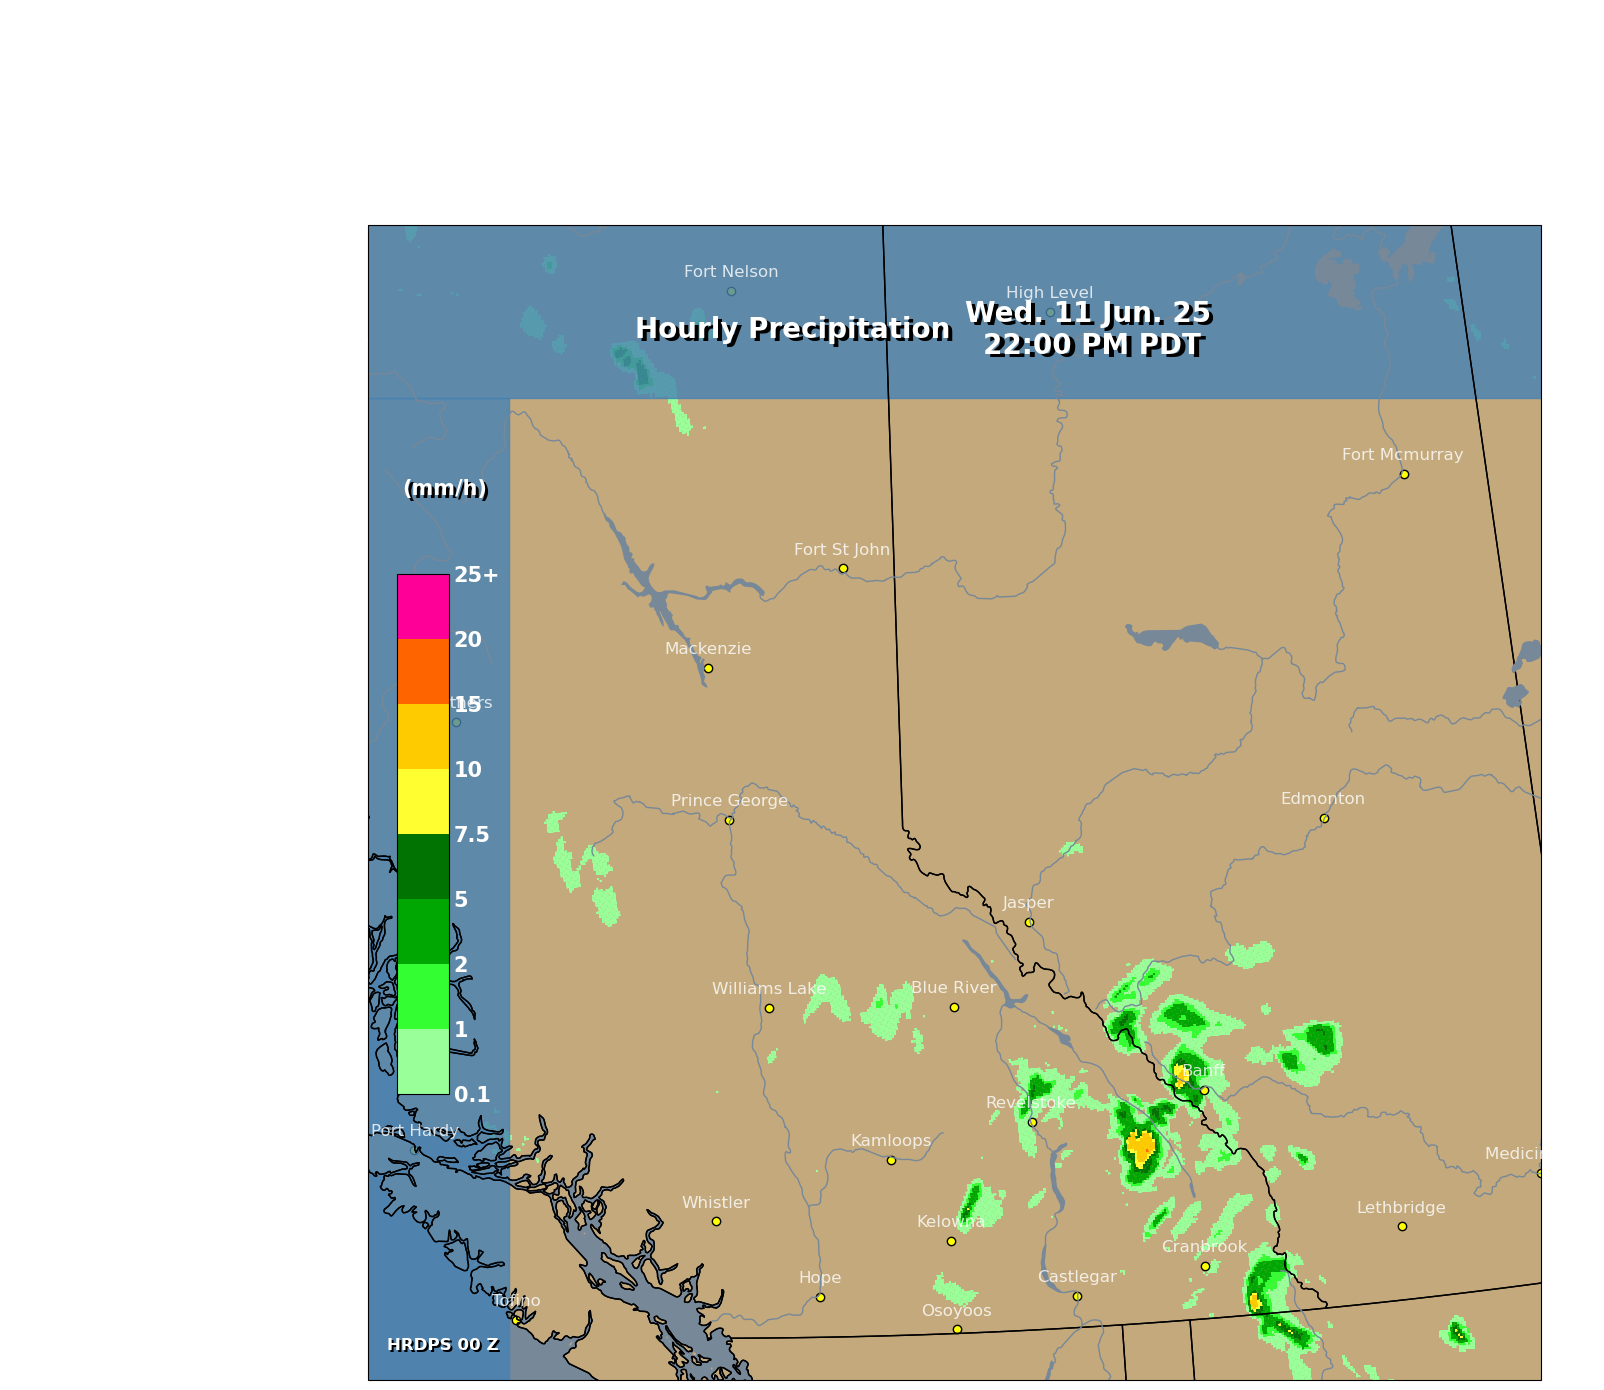 Fort Nelson
High Level
Hourly Precipitation
Wed. 11 Jun. 25
22:00 PM PDT
Fort Mcmurray
(mm/h)
Fort St John
25+
20
Mackenzie
15
10
Prince George
Edmonton
7.5
5
Jasper
2
Williams Lake
Blue River
1
Banff
0.1
Revelstoke
Port Hardy
Kamloops
Medicin
Whistler
Kelowna
Lethbridge
Cranbrook
Hope
Castlegar
Tofino
Osoyoos
HRDPS 00 Z